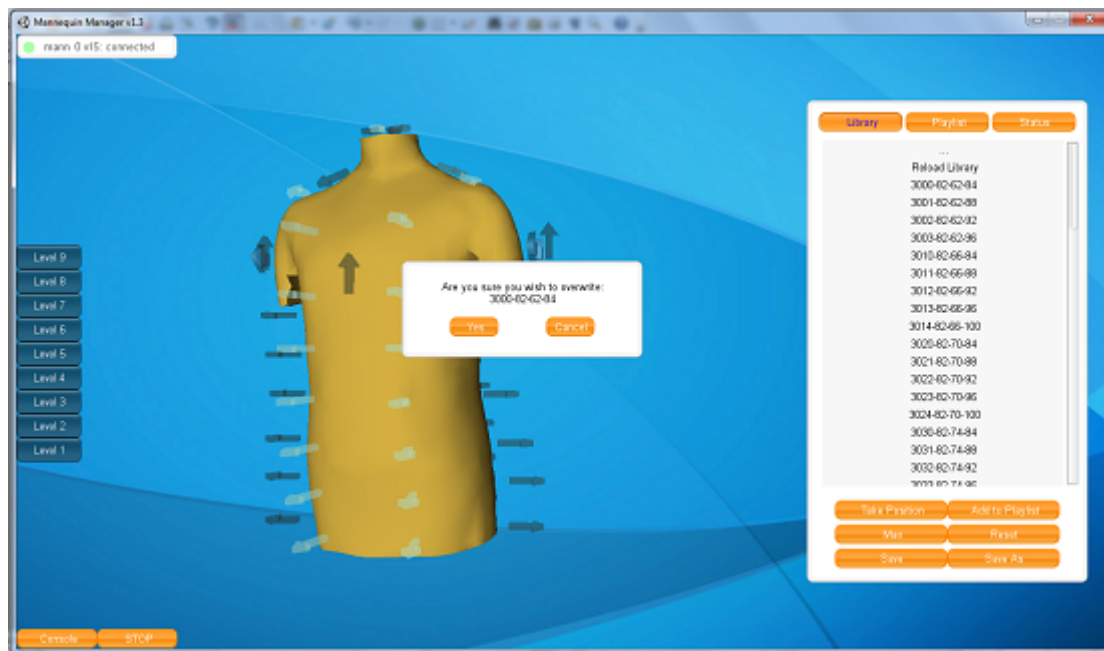 Mannequin Manager v1.3
mann 0 v15: connected
Library
Playlist
Status
...
Reload Library
3000-82-62-84
3001-82-62-88
3002-82-62-92
3003-82-62-96
3010-82-66-84
3011-82-66-88
3012-82-66-92
3013-82-66-96
3014-82-66-100
3020-82-70-84
3021-82-70-88
3022-82-70-92
3023-82-70-96
3024-82-70-100
3030-82-74-84
3031-82-74-88
3032-82-74-92
Level 9
Level 8
Level 7
Level 6
Level 5
Level 4
Level 3
Level 2
Level 1
Are you sure you wish to overwrite:
3000-82-62-84
Yes
Cancel
Take Position
Add to Playlist
Max
Reset
Save
Save As
Console
STOP